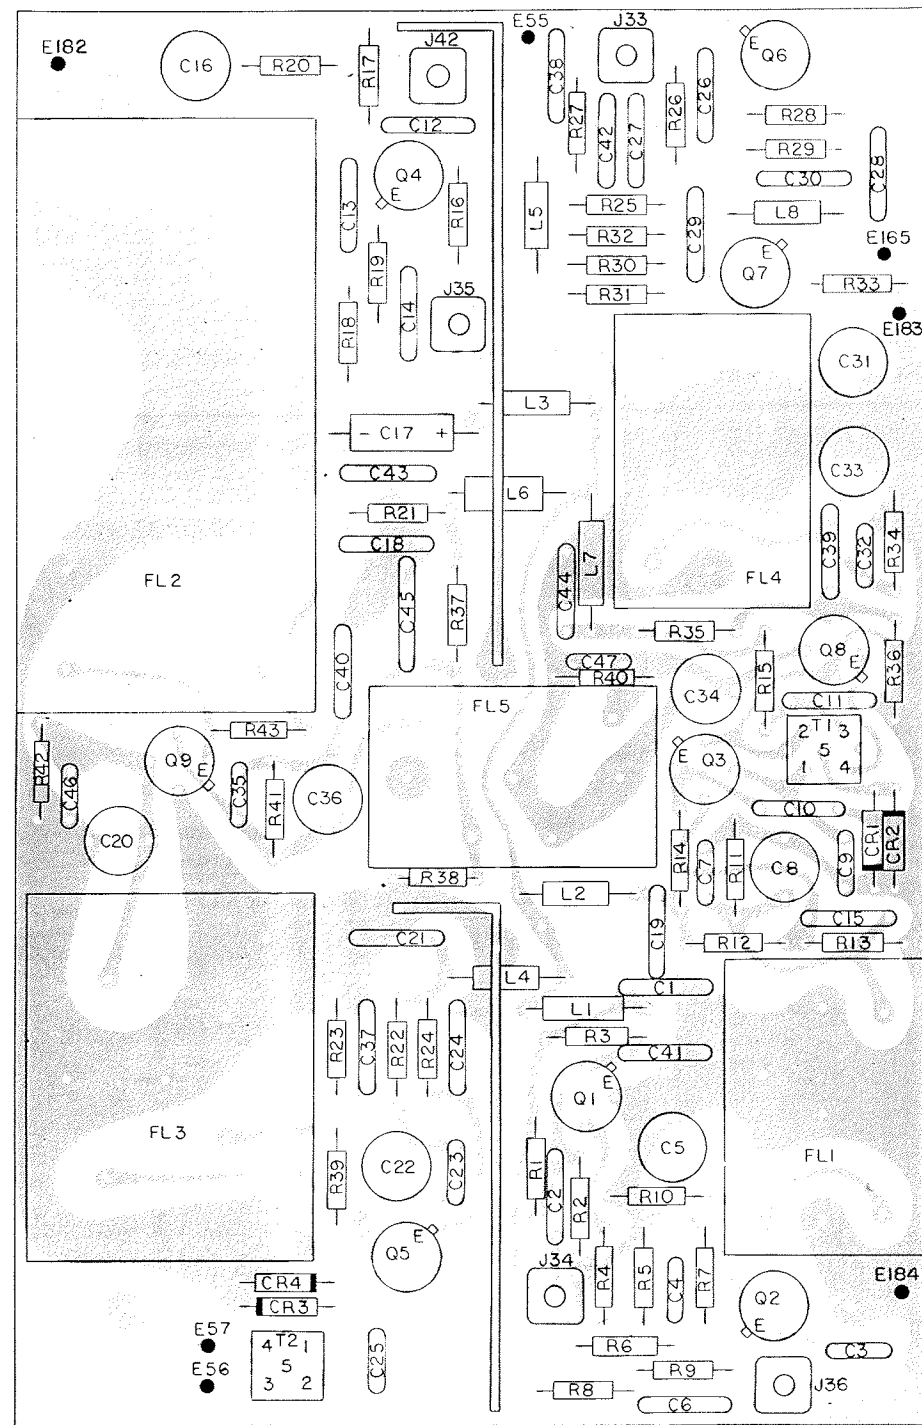 E182
C16
R20
R17
J42
E55
C38
J33
E
Q6
R27
C42
C27
R26
C26
R28
R29
C30
C28
C12
Q4
E
C13
R16
L5
R25
R32
R30
R31
C29
L8
E165
E
Q7
R33
E183
R19
R18
C14
J35
C31
L3
- C17 +
C33
C43
L6
R21
C18
C39
C32
R34
FL2
C45
R37
C44
L7
FL4
C40
R35
C47
R40
R15
Q8
E
R36
C34
C11
FL5
T1
2 3
5
1 4
R43
R42
C46
Q9
E
C35
R41
C36
E
Q3
C10
C20
R14
C7
R11
C8
C9
CR1
CR2
R38
L2
C19
C15
R12
R13
C21
L4
C1
L1
R3
C41
R23
C37
R22
R24
C24
E
Q1
FL3
C5
FL1
R39
C22
C23
R1
C2
R2
R10
E
Q5
J34
R4
R5
C4
R7
E184
CR4
CR3
Q2
E
E57
E56
T2
4 1
5
3 2
C25
R6
C3
R9
R8
C6
J36